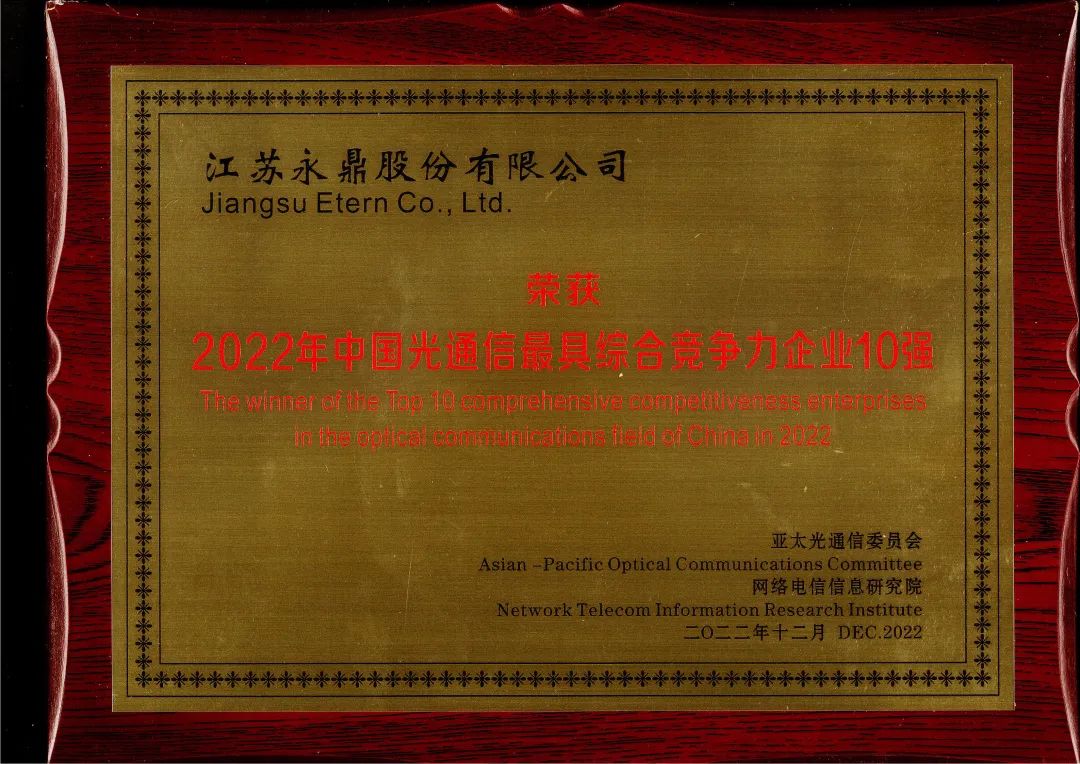 江苏永鼎股份有限公司
Jiangsu Etern Co., Ltd.
荣获
2022年中国光通信最具综合竞争力企业10强
The winner of the Top 10 comprehensive competitiveness enterprises
in the optical communications field of China in 2022
亚太光通信委员会
Asian -Pacific Optical Communications Committee
网络电信信息研究院
Network Telecom Information Research Institute
二〇二二年十二月 DEC.2022